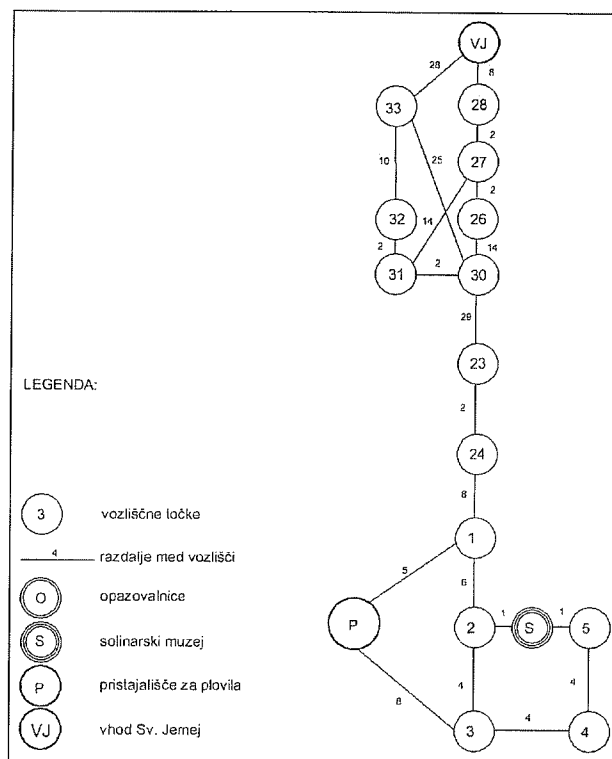 VJ
28
8
33
28
2
27
10
25
2
32
14
26
2
14
31
2
30
29
23
LEGENDA:
2
24
8
3
vozliščne točke
1
4
razdalje med vozlišči
5
6
O
opazovalnice
P
2
1
S
1
5
S
solinarski muzej
4
4
P
pristajališče za plovila
8
3
4
4
VJ
vhod Sv. Jernej